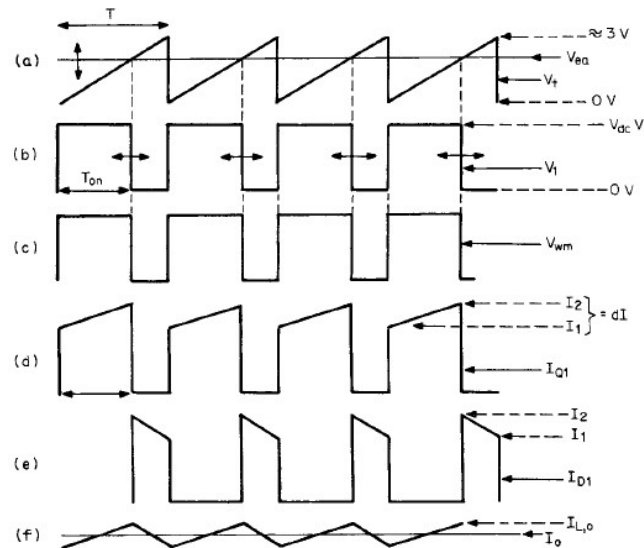 T
≈ 3 V
(a)
Vea
Vt
0 V
Vdc V
(b)
Ton
V1
0 V
(c)
Vwm
I2
I1
= dI
(d)
IQ1
I2
I1
(e)
ID1
(f)
IL,o
Io